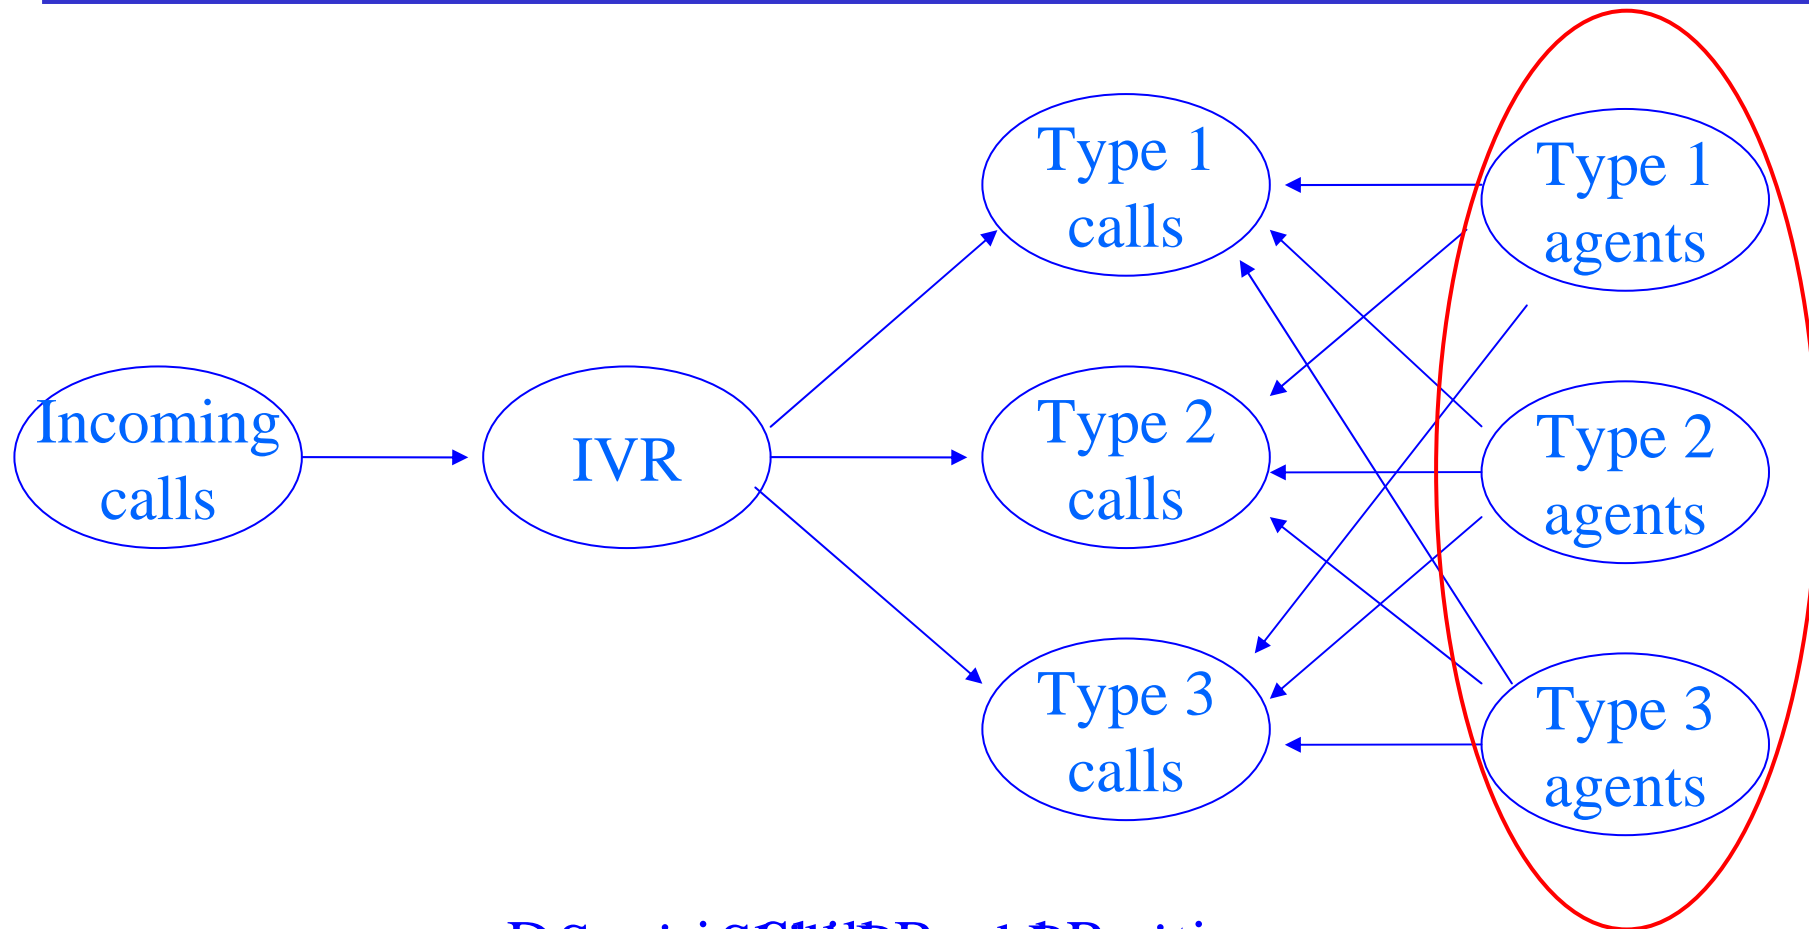 Incoming
calls
IVR
Type 1
calls
Type 2
calls
Type 3
calls
Type 1
agents
Type 2
agents
Type 3
agents